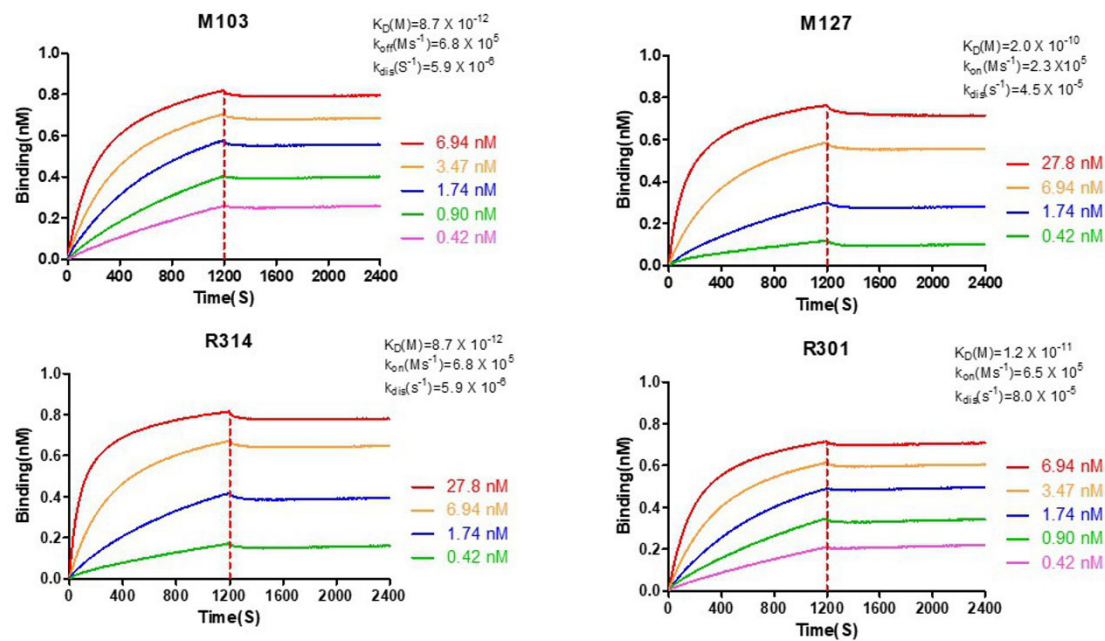 M103
K_D(M)=8.7 X 10^-12
k_off(Ms^-1)=6.8 X 10^5
k_dis(S^-1)=5.9 X 10^-6
Binding(nM)
1.0
0.8
0.6
0.4
0.2
0.0
0 400 800 1200 1600 2000 2400
Time(S)
6.94 nM
3.47 nM
1.74 nM
0.90 nM
0.42 nM
M127
K_D(M)=2.0 X 10^-10
k_on(Ms^-1)=2.3 X10^5
k_dis(s^-1)=4.5 X 10^-5
Binding(nM)
1.0
0.8
0.6
0.4
0.2
0.0
0 400 800 1200 1600 2000 2400
Time(S)
27.8 nM
6.94 nM
1.74 nM
0.42 nM
R314
K_D(M)=8.7 X 10^-12
k_on(Ms^-1)=6.8 X 10^5
k_dis(s^-1)=5.9 X 10^-6
Binding(nM)
1.0
0.8
0.6
0.4
0.2
0.0
0 400 800 1200 1600 2000 2400
Time(S)
27.8 nM
6.94 nM
1.74 nM
0.42 nM
R301
K_D(M)=1.2 X 10^-11
k_on(Ms^-1)=6.5 X 10^5
k_dis(s^-1)=8.0 X 10^-5
Binding(nM)
1.0
0.8
0.6
0.4
0.2
0.0
0 400 800 1200 1600 2000 2400
Time(S)
6.94 nM
3.47 nM
1.74 nM
0.90 nM
0.42 nM